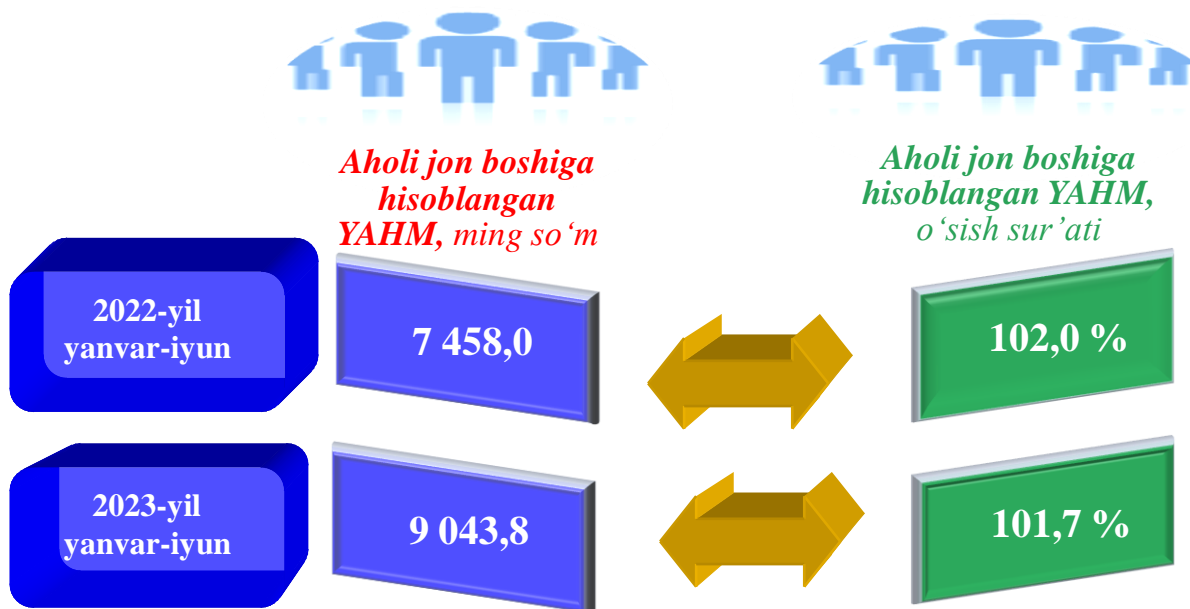 Aholi jon boshiga
hisoblangan
YAHM, ming so‘m
Aholi jon boshiga
hisoblangan YAHM,
o‘sish sur’ati
2022-yil
yanvar-iyun
7 458,0
102,0 %
2023-yil
yanvar-iyun
9 043,8
101,7 %